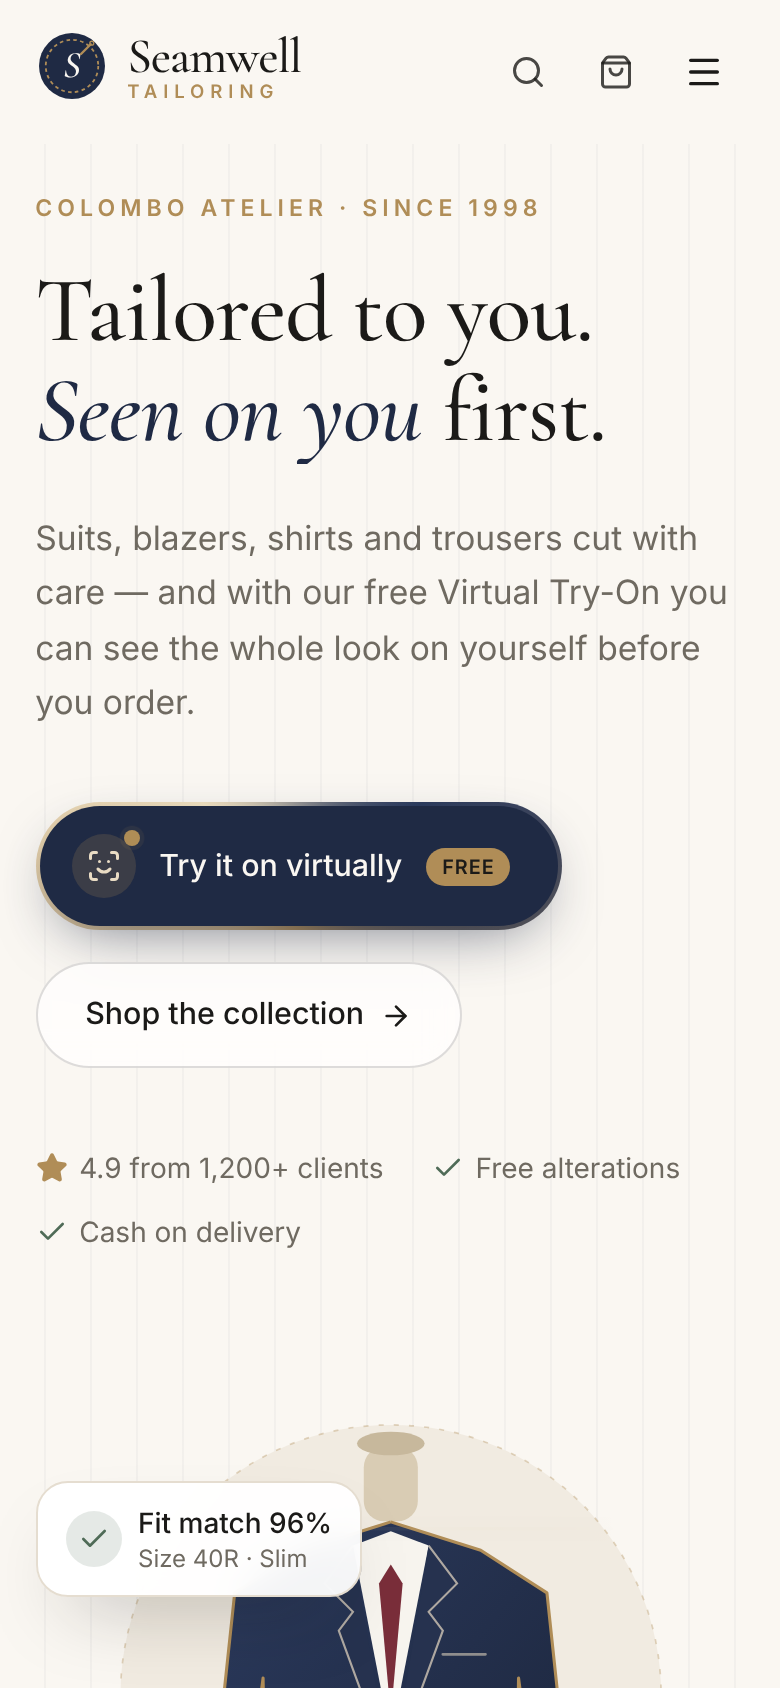 S
Seamwell
TAILORING
COLOMBO ATELIER · SINCE 1998
Tailored to you.
Seen on you first.
Suits, blazers, shirts and trousers cut with
care — and with our free Virtual Try-On you
can see the whole look on yourself before
you order.
Try it on virtually FREE
Shop the collection →
4.9 from 1,200+ clients
Free alterations
Cash on delivery
Fit match 96%
Size 40R · Slim